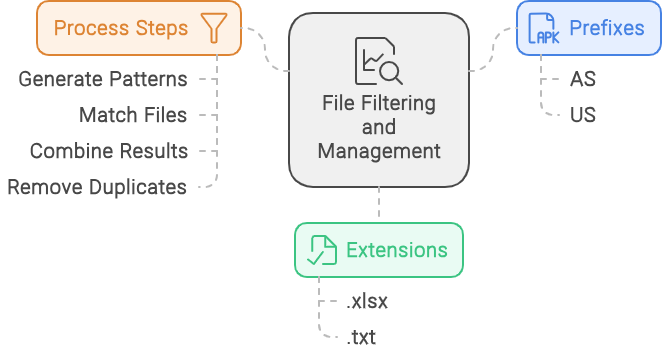 Process Steps
Generate Patterns
Match Files
Combine Results
Remove Duplicates
File Filtering
and
Management
APK
Prefixes
AS
US
Extensions
.xlsx
.txt